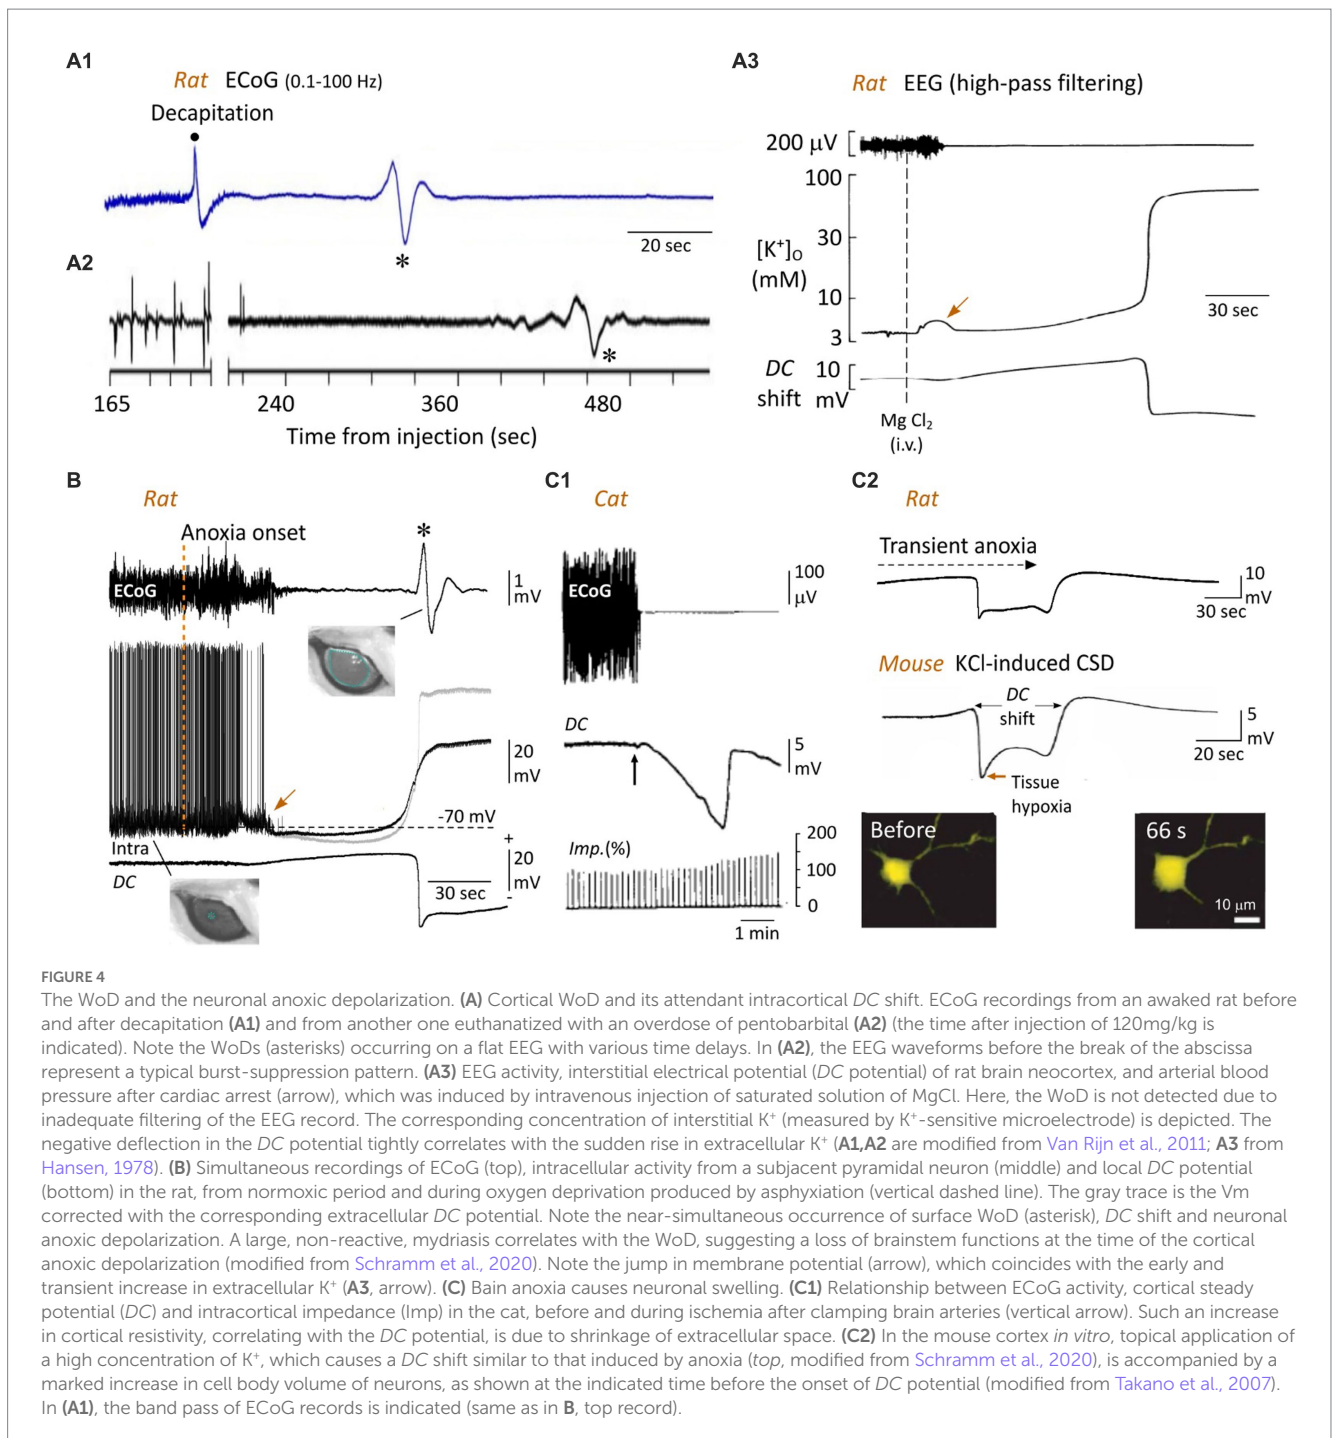 A1
Rat ECoG (0.1-100 Hz)
Decapitation
20 sec
*
A2
*
165 240 360 480
Time from injection (sec)
A3
Rat EEG (high-pass filtering)
200 μV
100
30
[K⁺]O
(mM)
10
3
30 sec
DC
shift
10
mV
Mg Cl₂
(i.v.)
B
Rat
Anoxia onset
*
ECoG
1
mV
20
mV
-70 mV
Intra
DC
+
20
mV
-
30 sec
C1
Cat
ECoG
100
μV
DC
5
mV
Imp.(%)
200
100
0
1 min
C2
Rat
Transient anoxia
10
mV
30 sec
Mouse KCl-induced CSD
DC
shift
5
mV
20 sec
Tissue
hypoxia
Before
66 s
10 μm
FIGURE 4
The WoD and the neuronal anoxic depolarization. (A) Cortical WoD and its attendant intracortical DC shift. ECoG recordings from an awaked rat before
and after decapitation (A1) and from another one euthanatized with an overdose of pentobarbital (A2) (the time after injection of 120mg/kg is
indicated). Note the WoDs (asterisks) occurring on a flat EEG with various time delays. In (A2), the EEG waveforms before the break of the abscissa
represent a typical burst-suppression pattern. (A3) EEG activity, interstitial electrical potential (DC potential) of rat brain neocortex, and arterial blood
pressure after cardiac arrest (arrow), which was induced by intravenous injection of saturated solution of MgCl. Here, the WoD is not detected due to
inadequate filtering of the EEG record. The corresponding concentration of interstitial K⁺ (measured by K⁺-sensitive microelectrode) is depicted. The
negative deflection in the DC potential tightly correlates with the sudden rise in extracellular K⁺ (A1,A2 are modified from Van Rijn et al., 2011; A3 from
Hansen, 1978). (B) Simultaneous recordings of ECoG (top), intracellular activity from a subjacent pyramidal neuron (middle) and local DC potential
(bottom) in the rat, from normoxic period and during oxygen deprivation produced by asphyxiation (vertical dashed line). The gray trace is the Vm
corrected with the corresponding extracellular DC potential. Note the near-simultaneous occurrence of surface WoD (asterisk), DC shift and neuronal
anoxic depolarization. A large, non-reactive, mydriasis correlates with the WoD, suggesting a loss of brainstem functions at the time of the cortical
anoxic depolarization (modified from Schramm et al., 2020). Note the jump in membrane potential (arrow), which coincides with the early and
transient increase in extracellular K⁺ (A3, arrow). (C) Bain anoxia causes neuronal swelling. (C1) Relationship between ECoG activity, cortical steady
potential (DC) and intracortical impedance (Imp) in the cat, before and during ischemia after clamping brain arteries (vertical arrow). Such an increase
in cortical resistivity, correlating with the DC potential, is due to shrinkage of extracellular space. (C2) In the mouse cortex in vitro, topical application of
a high concentration of K⁺, which causes a DC shift similar to that induced by anoxia (top, modified from Schramm et al., 2020), is accompanied by a
marked increase in cell body volume of neurons, as shown at the indicated time before the onset of DC potential (modified from Takano et al., 2007).
In (A1), the band pass of ECoG records is indicated (same as in B, top record).